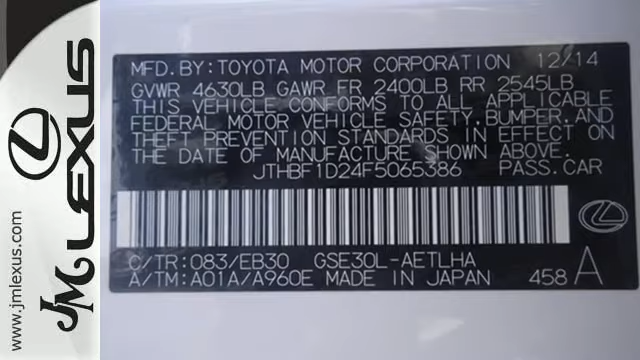 MFD.BY:TOYOTA MOTOR CORPORATION 12/14
GVWR 4630LB GAWR FR 2400LB RR 2545LB
THIS VEHICLE CONFORMS TO ALL APPLICABLE
FEDERAL MOTOR VEHICLE SAFETY.BUMPER.AND
THEFT PREVENTION STANDARDS IN EFFECT ON
THE DATE OF MANUFACTURE SHOWN ABOVE.
JTHBF1D24F5065386 PASS.CAR
C/TR:083/EB30 GSE30L-AETLHA
A/TM:A01A/A960E MADE IN JAPAN 458 A
www.jmlexus.com
JM LEXUS